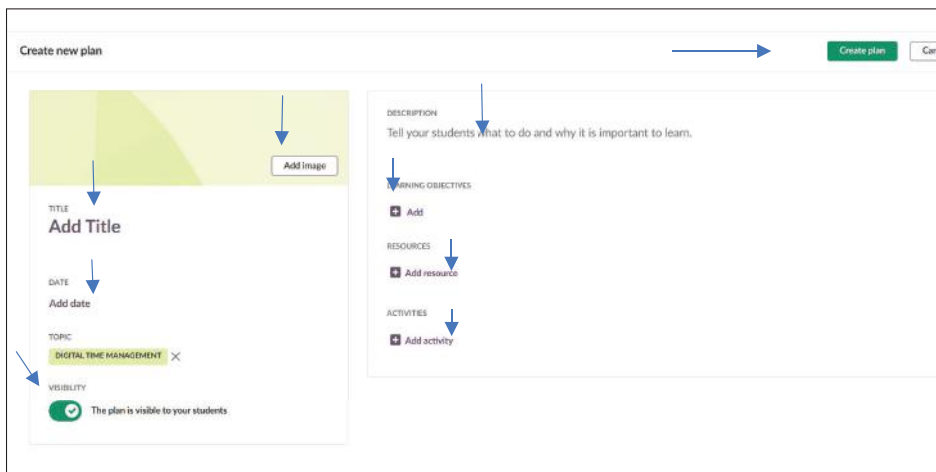 Create new plan
Create plan
Can
Add image
TITLE
Add Title
DATE
Add date
TOPIC
DIGITAL TIME MANAGEMENT
VISIBILITY
The plan is visible to your students
DESCRIPTION
Tell your students what to do and why it is important to learn.
LEARNING OBJECTIVES
Add
RESOURCES
Add resource
ACTIVITIES
Add activity